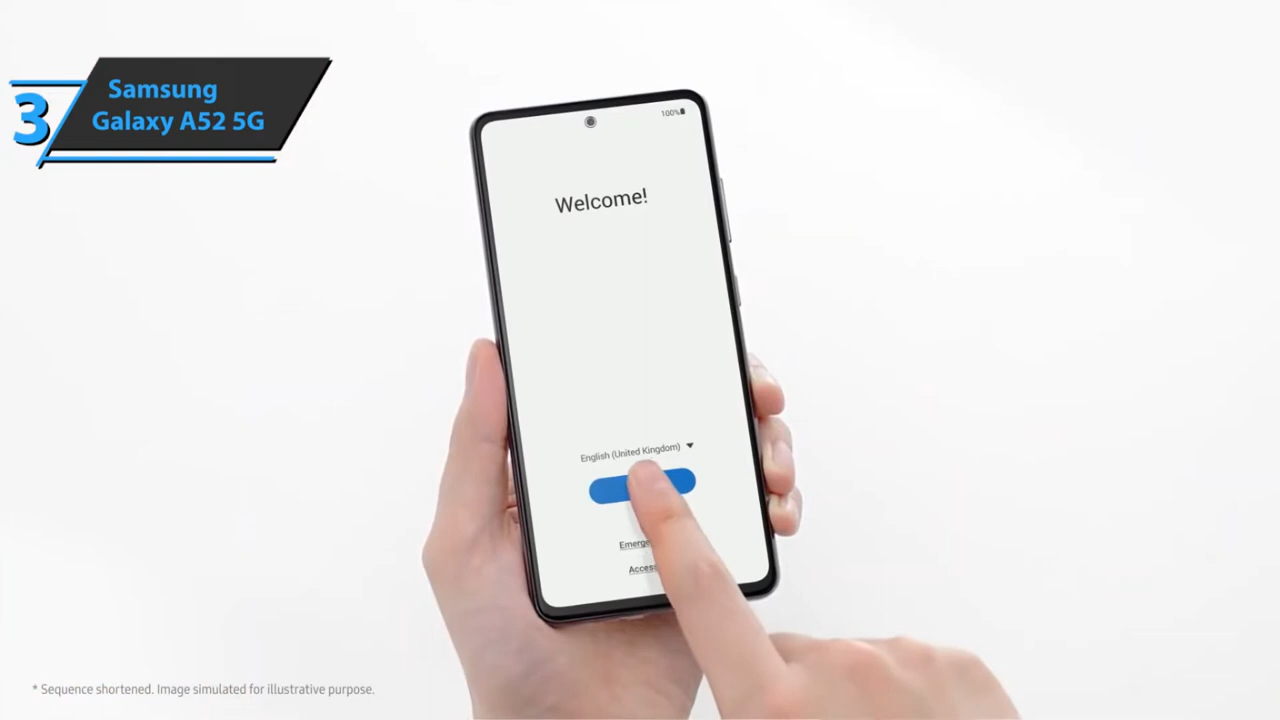 3
Samsung
Galaxy A52 5G
100%
Welcome!
English (United Kingdom)
* Sequence shortened. Image simulated for illustrative purpose.